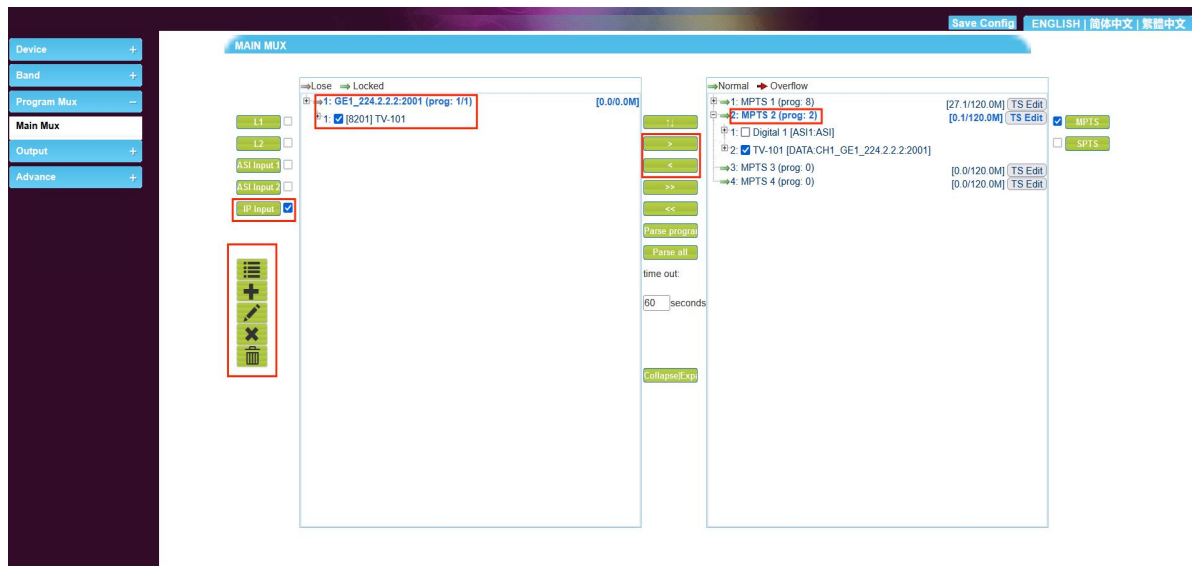 Save Config ENGLISH | 简体中文 | 繁體中文
Device +
Band +
Program Mux −
Main Mux
Output +
Advance +
MAIN MUX
L1
L2
ASI Input 1
ASI Input 2
IP Input
⇒Lose ⇒Locked
1: GE1_224.2.2.2:2001 (prog: 1/1) [0.0/0.0M]
1: [8201] TV-101
↑↓
>
<
>>
<<
Parse progra
Parse all
time out:
60 seconds
Collapse|Expa
⇒Normal ➔Overflow
1: MPTS 1 (prog: 8) [27.1/120.0M] TS Edit
2: MPTS 2 (prog: 2) [0.1/120.0M] TS Edit
1: Digital 1 [ASI1:ASI]
2: TV-101 [DATA:CH1_GE1_224.2.2.2:2001]
3: MPTS 3 (prog: 0) [0.0/120.0M] TS Edit
4: MPTS 4 (prog: 0) [0.0/120.0M] TS Edit
MPTS
SPTS